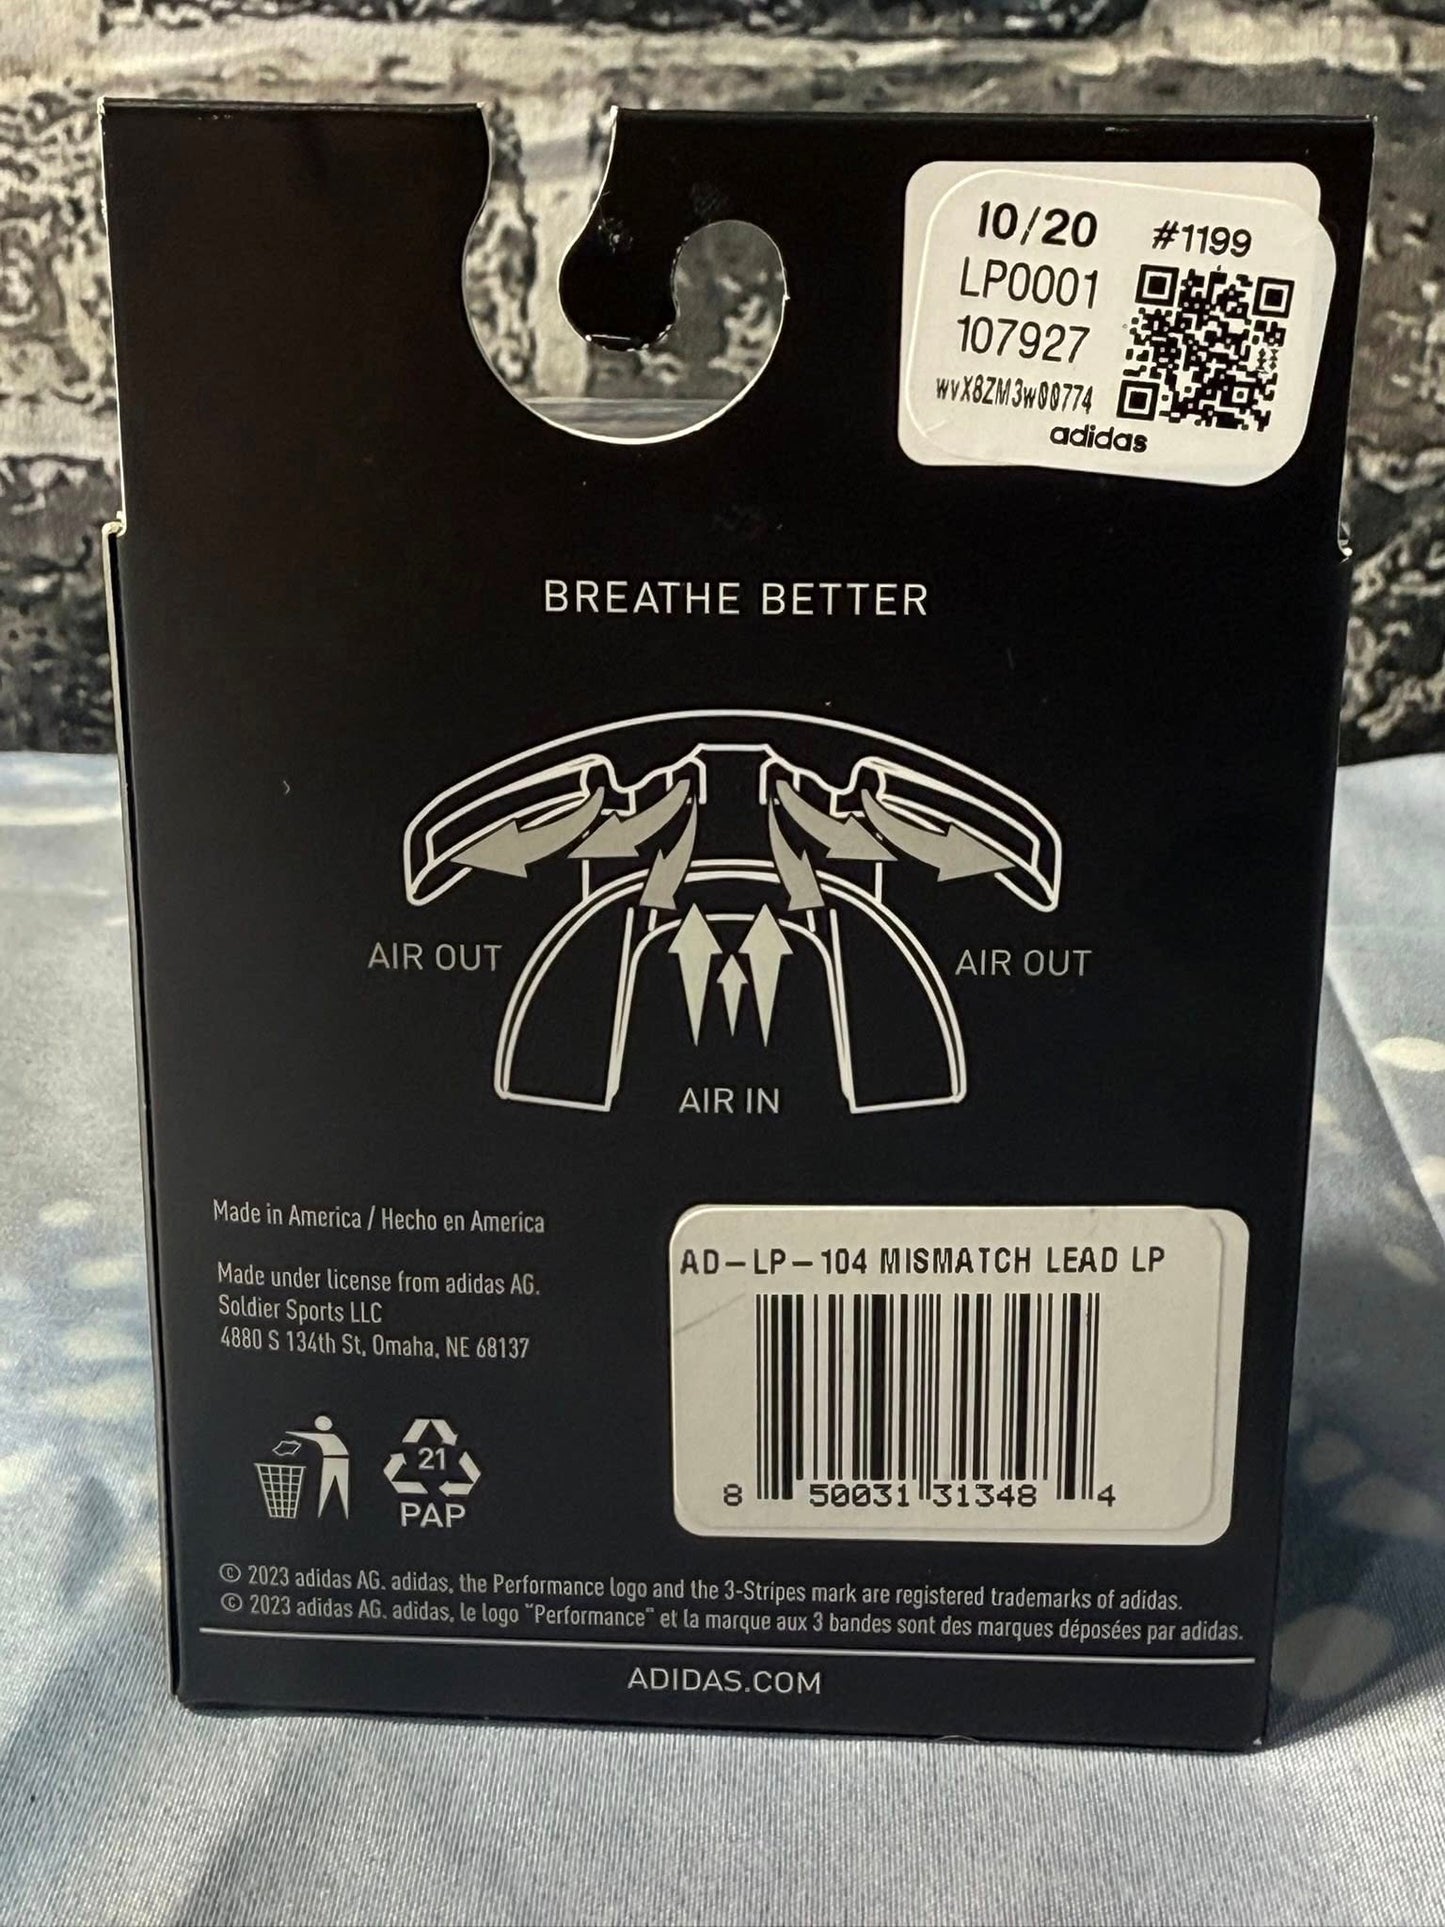 10/20 #1199
LP0001
107927
wvX8ZM3w00774
adidas
BREATHE BETTER
AIR OUT
AIR OUT
AIR IN
Made in America / Hecho en America
Made under license from adidas AG.
Soldier Sports LLC
4880 S 134th St, Omaha, NE 68137
21
PAP
AD-LP-104 MISMATCH LEAD LP
8 50031 31348 4
© 2023 adidas AG. adidas, the Performance logo and the 3-Stripes mark are registered trademarks of adidas.
© 2023 adidas AG. adidas, le logo "Performance" et la marque aux 3 bandes sont des marques déposées par adidas.
ADIDAS.COM